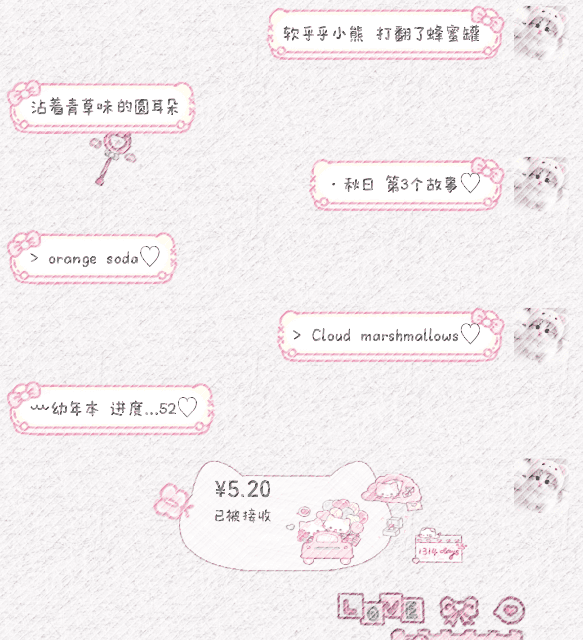 软乎乎小熊 打翻了蜂蜜罐
沾着青草味的圆耳朵
· 秋日 第3个故事♡
> orange soda♡
> Cloud marshmallows♡
﹏幼年本 进度...52♡
¥5.20
已被接收
1314 days
LOVE